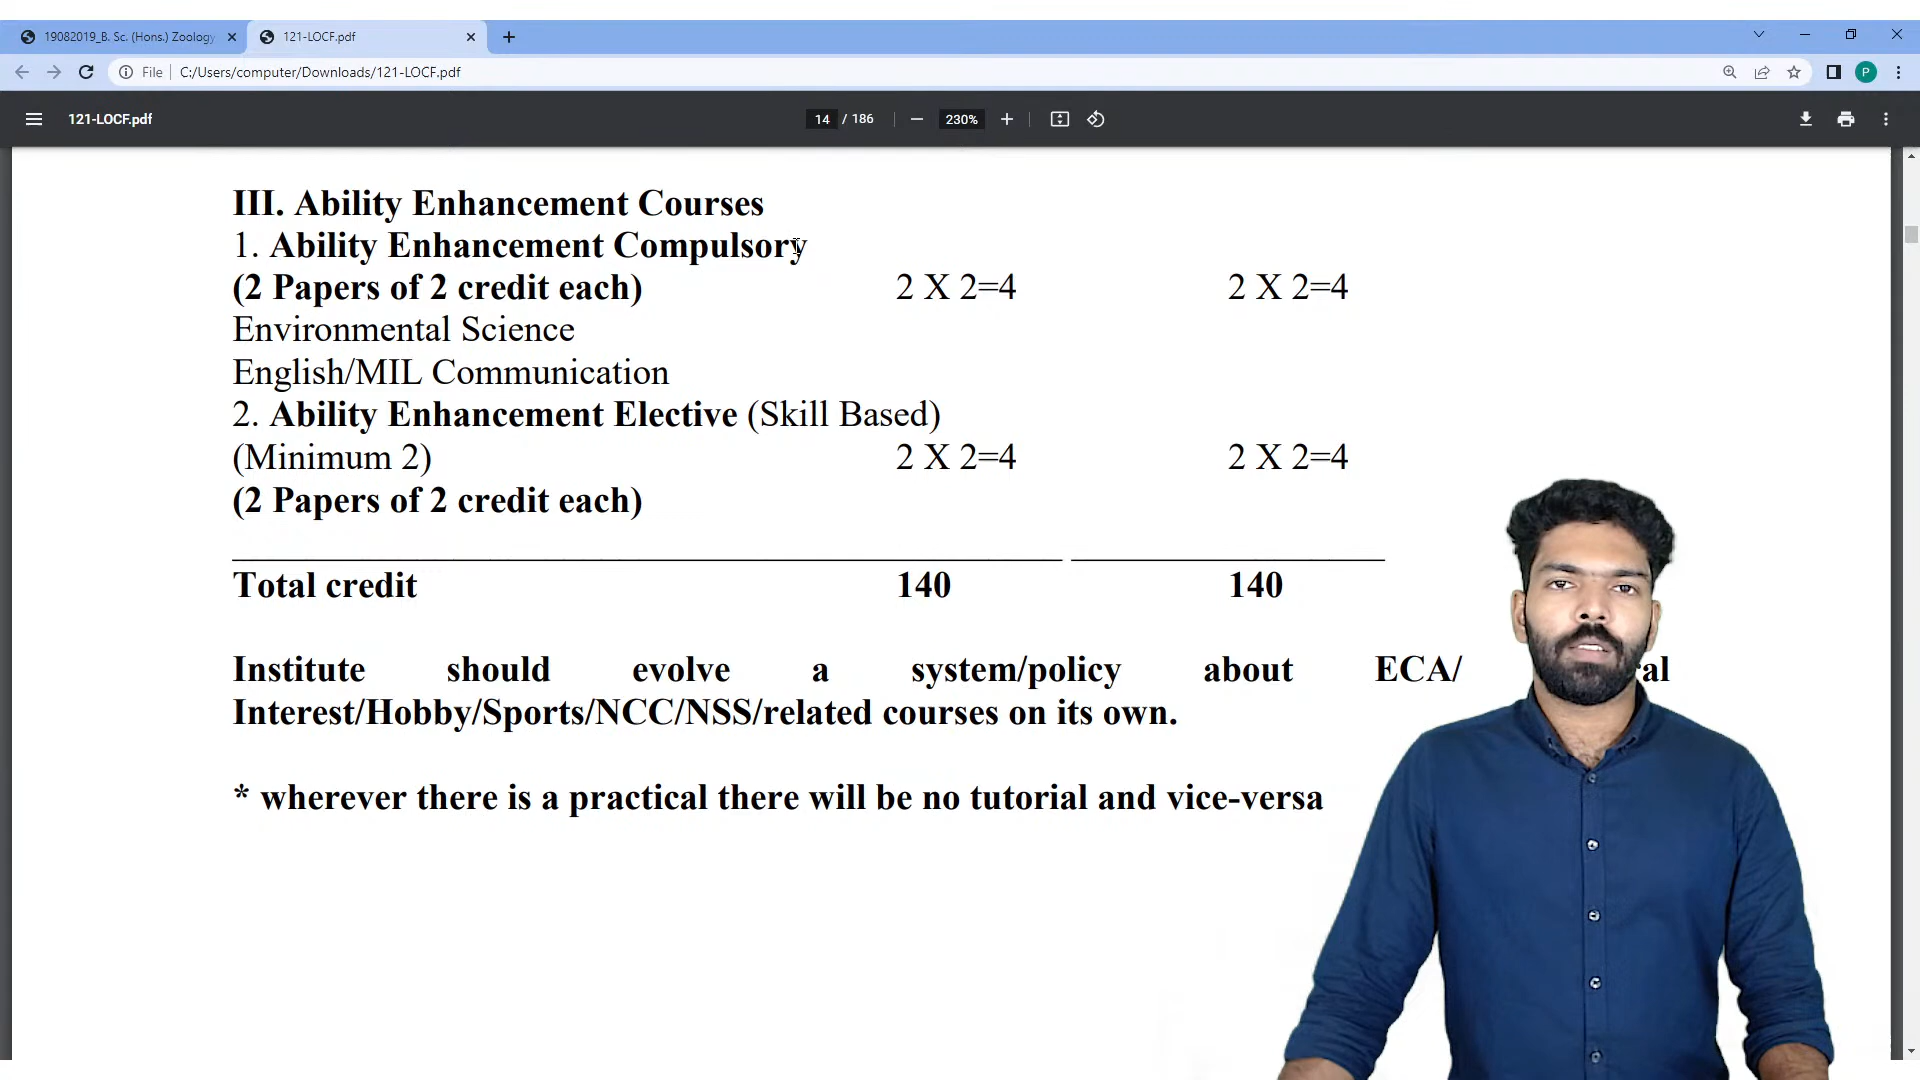 19082019_B. Sc. (Hons.) Zoology
121-LOCF.pdf
File
C:/Users/computer/Downloads/121-LOCF.pdf
P
121-LOCF.pdf
14 / 186
230%
III. Ability Enhancement Courses
1. Ability Enhancement Compulsory
(2 Papers of 2 credit each) 2 X 2=4 2 X 2=4
Environmental Science
English/MIL Communication
2. Ability Enhancement Elective (Skill Based)
(Minimum 2) 2 X 2=4 2 X 2=4
(2 Papers of 2 credit each)
Total credit 140 140
Institute should evolve a system/policy about ECA/
Interest/Hobby/Sports/NCC/NSS/related courses on its own.
* wherever there is a practical there will be no tutorial and vice-versa